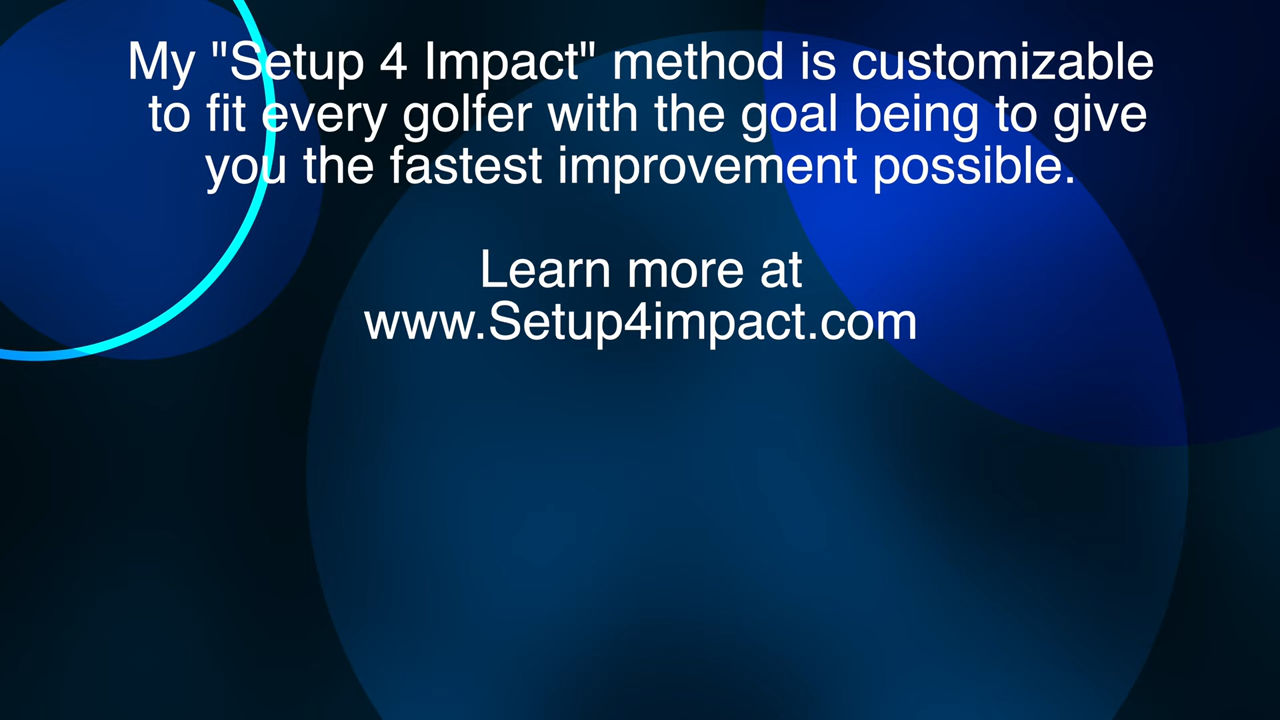 My "Setup 4 Impact" method is customizable
to fit every golfer with the goal being to give
you the fastest improvement possible.
Learn more at
www.Setup4impact.com